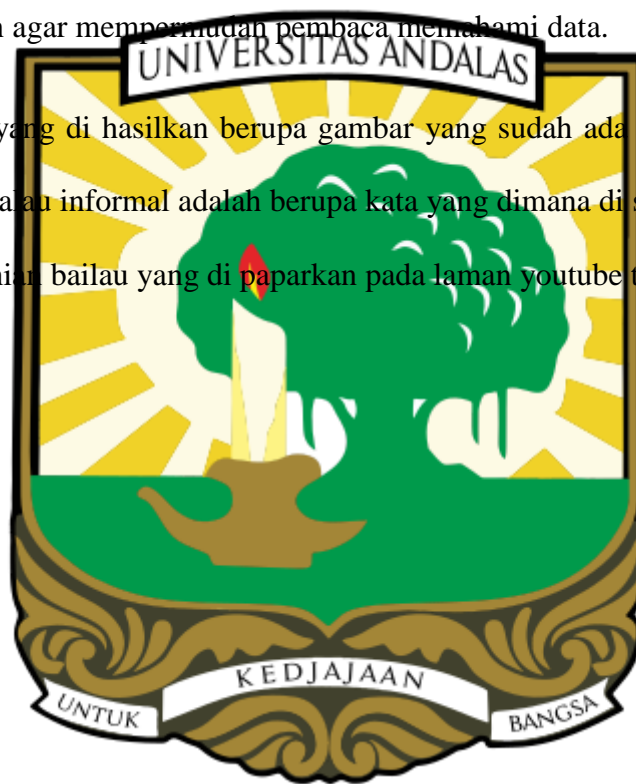 agar mempermudah pembaca memahami data.
UNIVERSITAS ANDALAS
yang di hasilkan berupa gambar yang sudah ada
informal adalah berupa kata yang dimana di
bailau yang di paparkan pada laman youtube
KEDJAJAAN
UNTUK
BANGSA